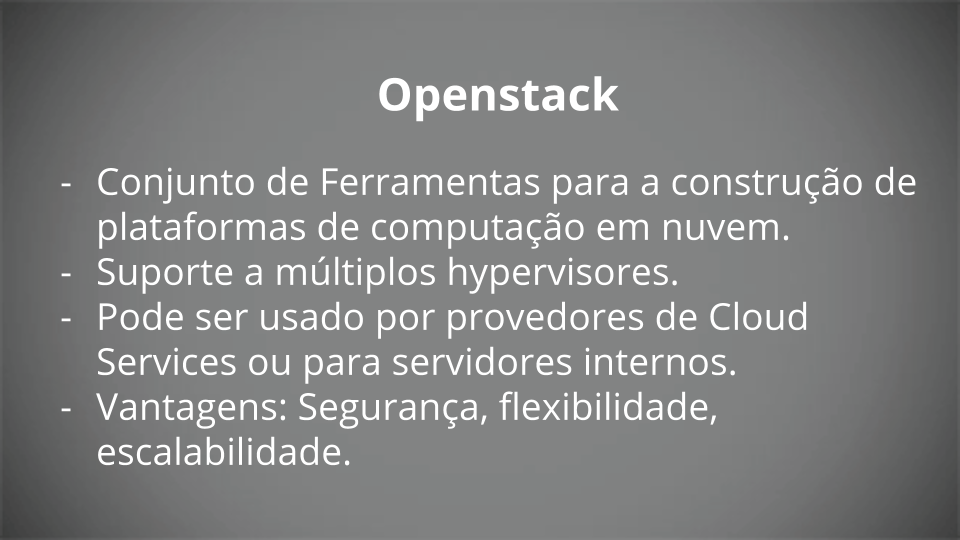 Openstack
- Conjunto de Ferramentas para a construção de
plataformas de computação em nuvem.
- Suporte a múltiplos hypervisores.
- Pode ser usado por provedores de Cloud
Services ou para servidores internos.
- Vantagens: Segurança, flexibilidade,
escalabilidade.